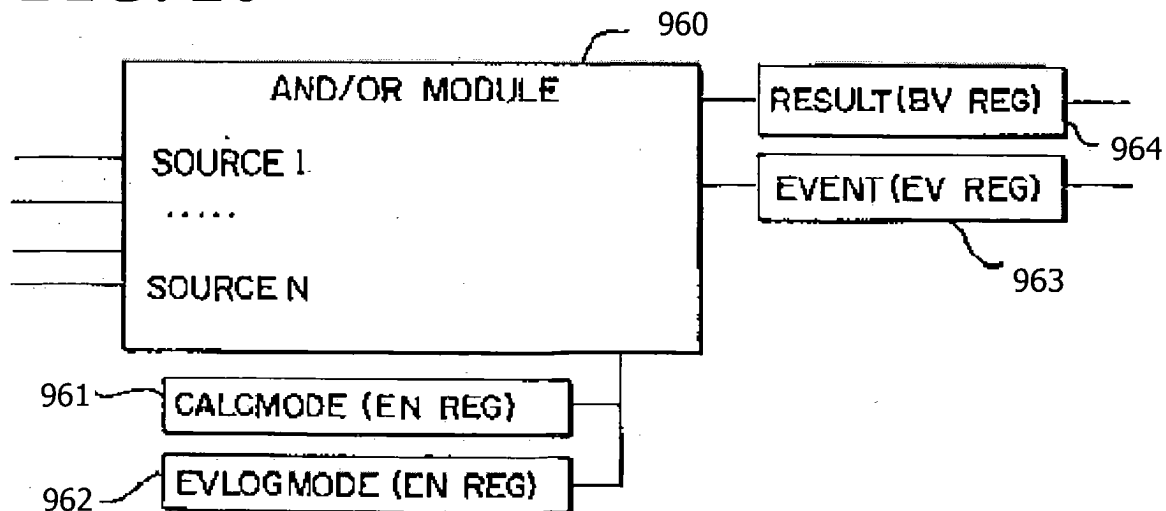 960
AND/OR MODULE
RESULT(BV REG)
964
SOURCE 1
.....
EVENT(EV REG)
SOURCE N
963
961
CALCMODE (EN REG)
962
EVLOGMODE (EN REG)